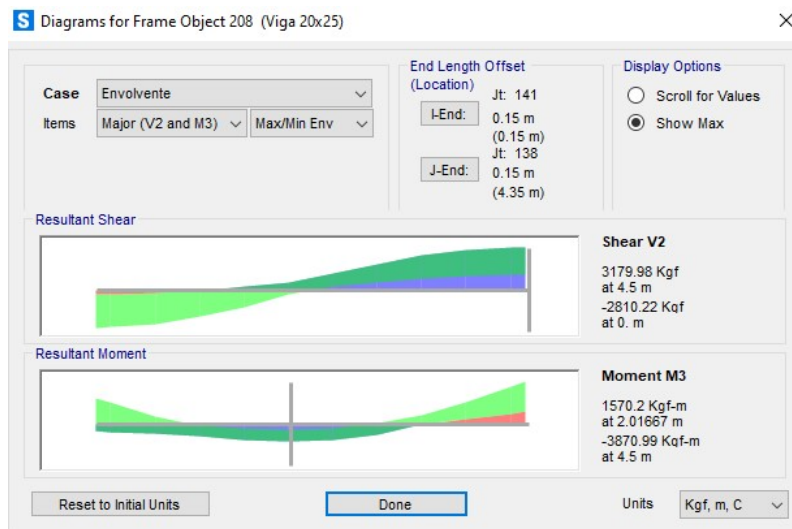 S Diagrams for Frame Object 208 (Viga 20x25)
Case Envolvente
Items Major (V2 and M3) Max/Min Env
End Length Offset
(Location)
Jt: 141
I-End: 0.15 m
(0.15 m)
Jt: 138
J-End: 0.15 m
(4.35 m)
Display Options
Scroll for Values
Show Max
Resultant Shear
Shear V2
3179.98 Kgf
at 4.5 m
-2810.22 Kgf
at 0. m
Resultant Moment
Moment M3
1570.2 Kgf-m
at 2.01667 m
-3870.99 Kgf-m
at 4.5 m
Reset to Initial Units Done Units Kgf, m, C